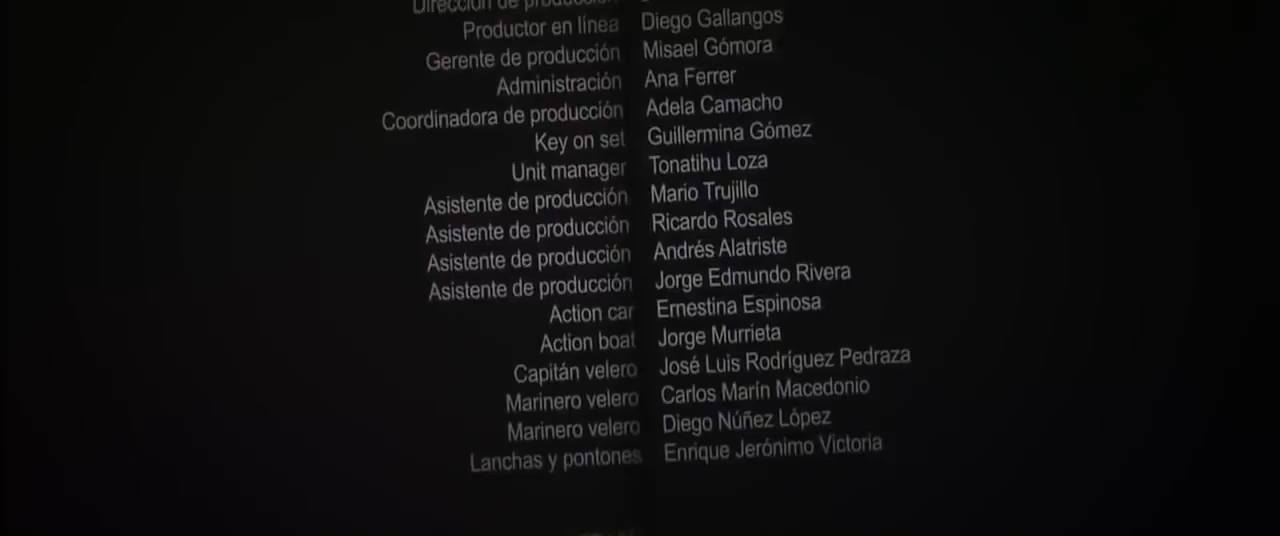 Dirección de producción
Productor en línea Diego Gallangos
Gerente de producción Misael Gómora
Administración Ana Ferrer
Coordinadora de producción Adela Camacho
Key on set Guillermina Gómez
Unit manager Tonatihu Loza
Asistente de producción Mario Trujillo
Asistente de producción Ricardo Rosales
Asistente de producción Andrés Alatriste
Asistente de producción Jorge Edmundo Rivera
Action car Ernestina Espinosa
Action boat Jorge Murrieta
Capitán velero José Luis Rodríguez Pedraza
Marinero velero Carlos Marín Macedonio
Marinero velero Diego Núñez López
Lanchas y pontones Enrique Jerónimo Victoria